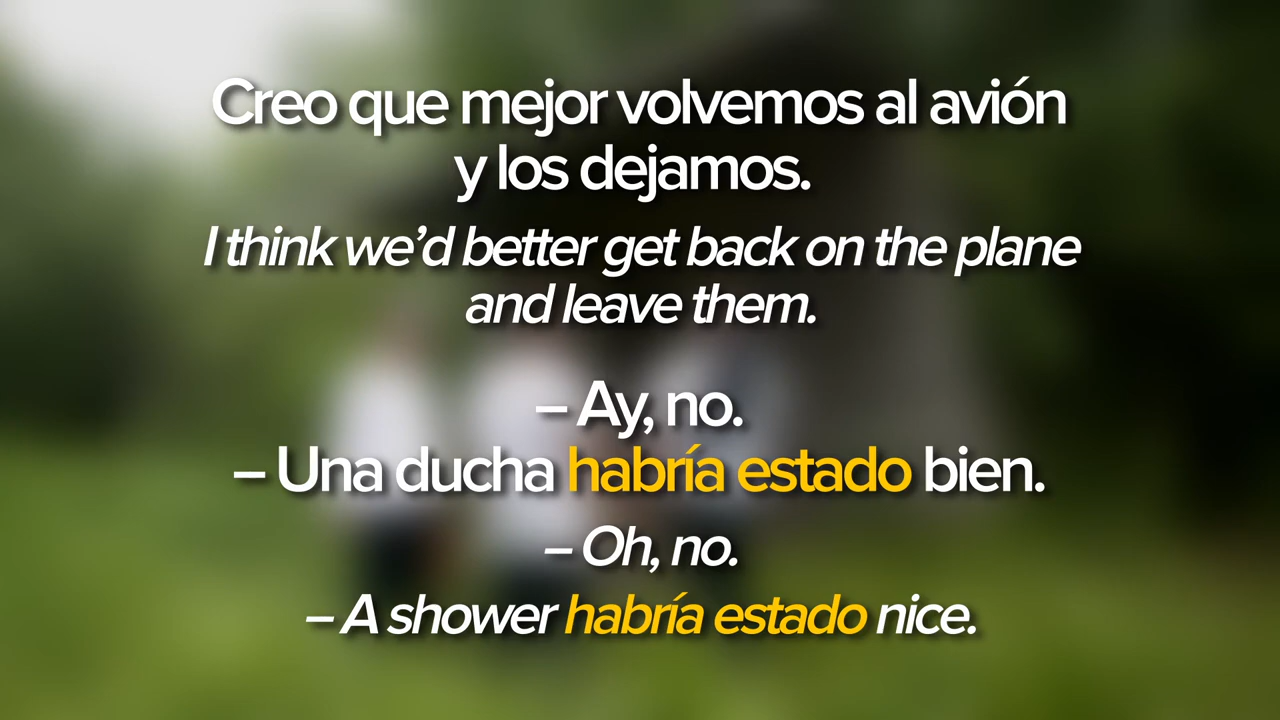 Creo que mejor volvemos al avión
y los dejamos.
I think we’d better get back on the plane
and leave them.
– Ay, no.
– Una ducha habría estado bien.
– Oh, no.
– A shower habría estado nice.